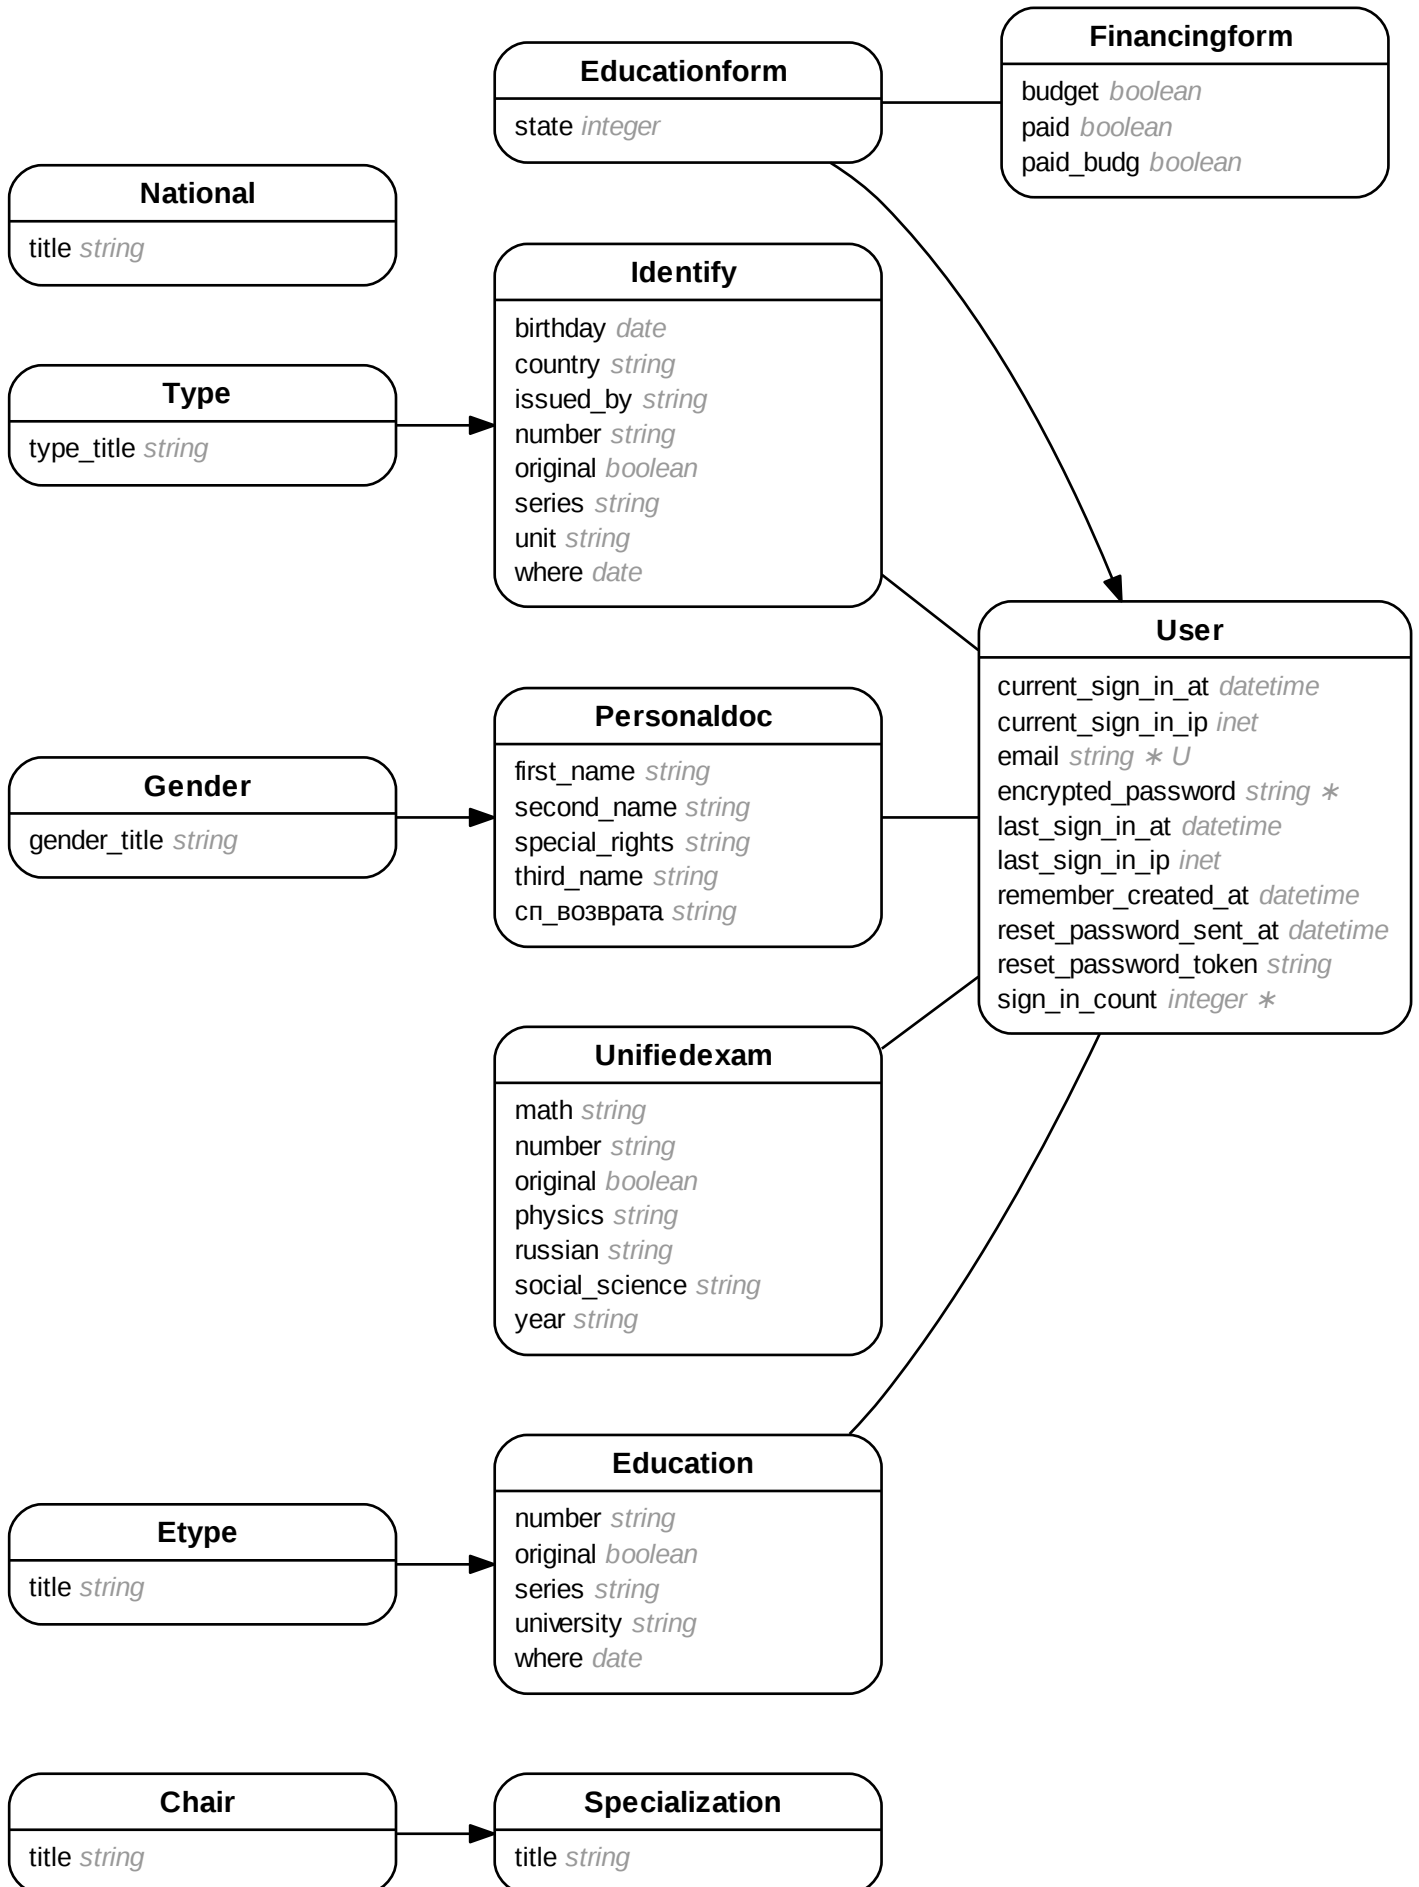 Financingform
budget boolean
paid boolean
paid_budg boolean
Educationform
state integer
National
title string
Identify
birthday date
country string
issued_by string
number string
original boolean
series string
unit string
where date
Type
type_title string
User
current_sign_in_at datetime
current_sign_in_ip inet
email string ∗ U
encrypted_password string ∗
last_sign_in_at datetime
last_sign_in_ip inet
remember_created_at datetime
reset_password_sent_at datetime
reset_password_token string
sign_in_count integer ∗
Personaldoc
first_name string
second_name string
special_rights string
third_name string
сп_возврата string
Gender
gender_title string
Unifiedexam
math string
number string
original boolean
physics string
russian string
social_science string
year string
Education
number string
original boolean
series string
university string
where date
Etype
title string
Chair
title string
Specialization
title string